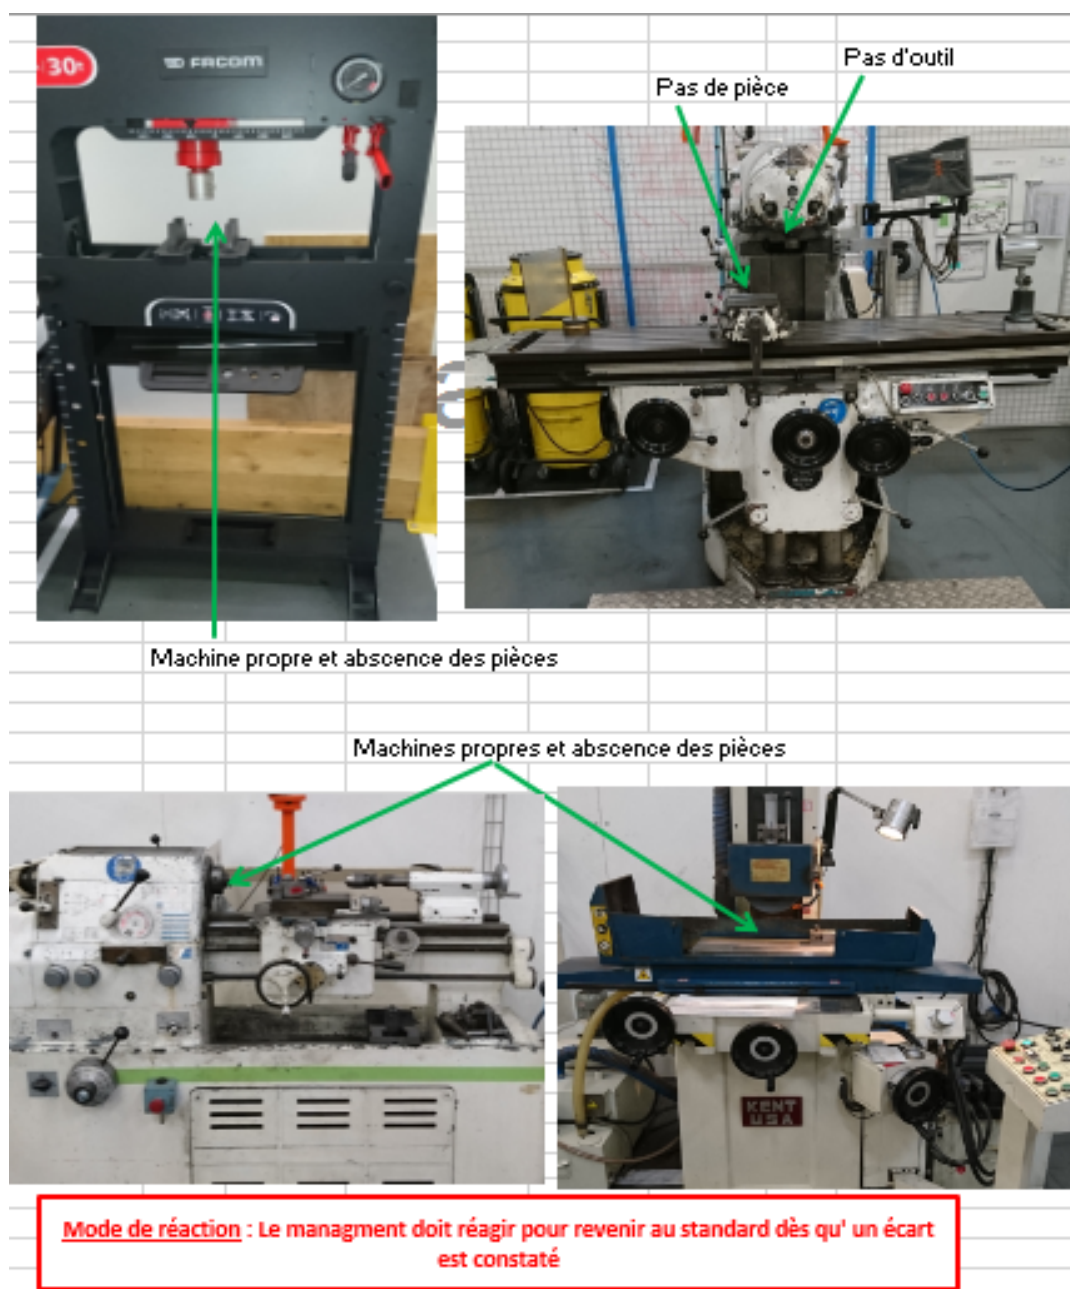 30
FACOM
Pas d'outil
Pas de pièce
Machine propre et abscence des pièces
Machines propres et abscence des pièces
KENT
USA
Mode de réaction : Le managment doit réagir pour revenir au standard dès qu' un écart
est constaté